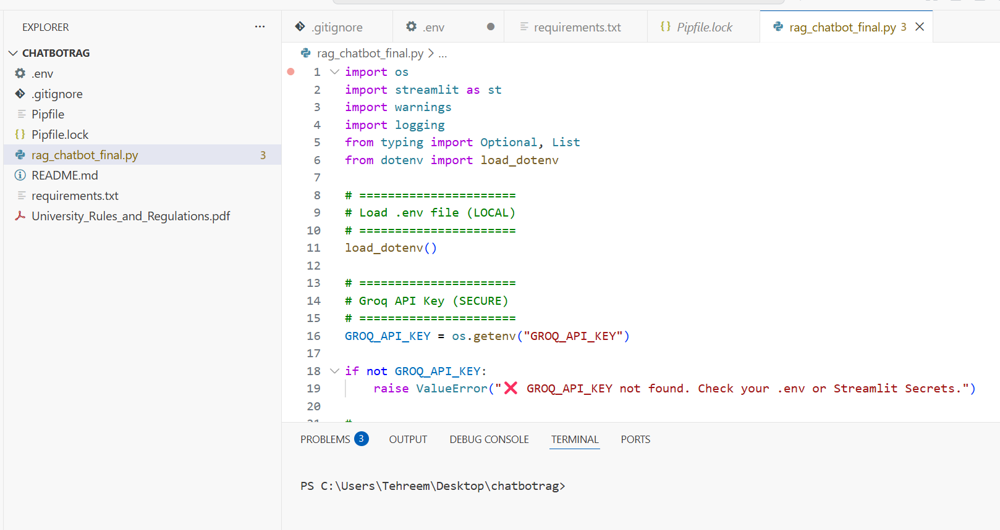 EXPLORER ...
CHATBOTRAG
.env
.gitignore
Pipfile
{} Pipfile.lock
rag_chatbot_final.py 3
README.md
requirements.txt
University_Rules_and_Regulations.pdf
.gitignore .env requirements.txt {} Pipfile.lock rag_chatbot_final.py 3
rag_chatbot_final.py > ...
1 import os
2 import streamlit as st
3 import warnings
4 import logging
5 from typing import Optional, List
6 from dotenv import load_dotenv
7
8 # ======================
9 # Load .env file (LOCAL)
10 # ======================
11 load_dotenv()
12
13 # ======================
14 # Groq API Key (SECURE)
15 # ======================
16 GROQ_API_KEY = os.getenv("GROQ_API_KEY")
17
18 if not GROQ_API_KEY:
19 raise ValueError("❌ GROQ_API_KEY not found. Check your .env or Streamlit Secrets.")
20
PROBLEMS 3 OUTPUT DEBUG CONSOLE TERMINAL PORTS
PS C:\Users\Tehreem\Desktop\chatbotrag>